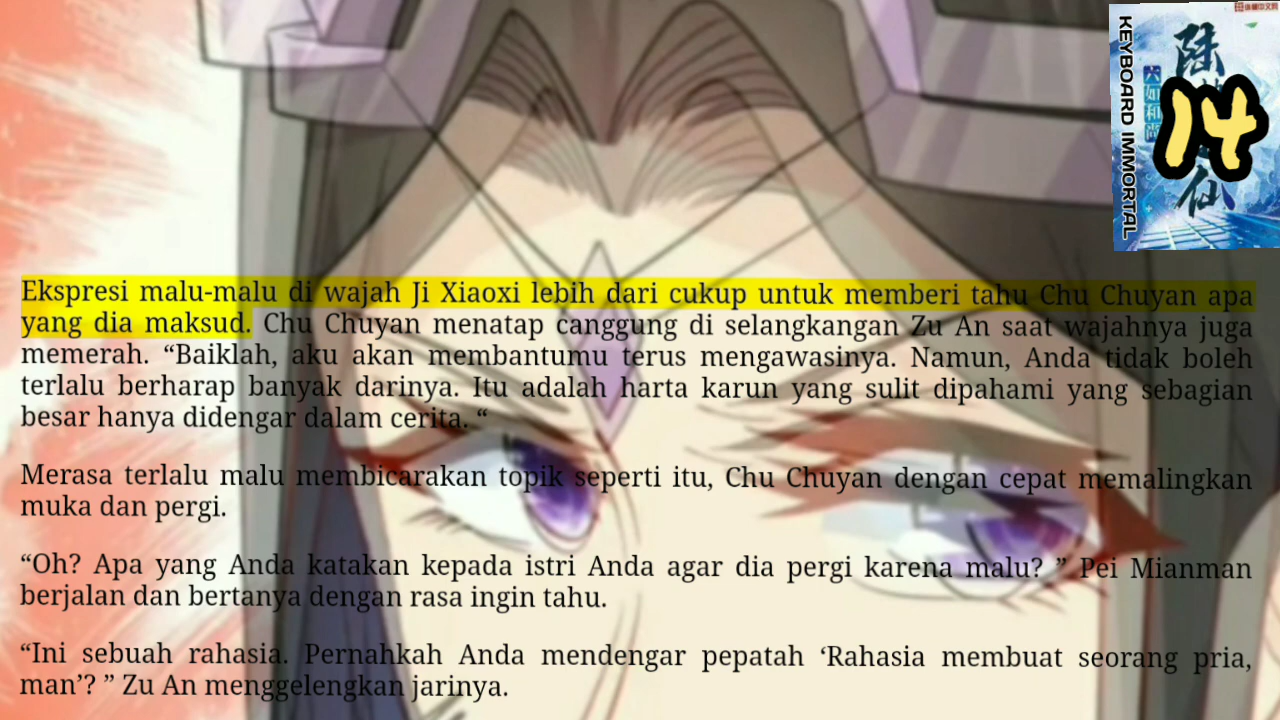 Ekspresi malu-malu di wajah Ji Xiaoxi lebih dari cukup untuk memberi tahu Chu Chuyan apa
yang dia maksud. Chu Chuyan menatap canggung di selangkangan Zu An saat wajahnya juga
memerah. “Baiklah, aku akan membantumu terus mengawasinya. Namun, Anda tidak boleh
terlalu berharap banyak darinya. Itu adalah harta karun yang sulit dipahami yang sebagian
besar hanya didengar dalam cerita. “
Merasa terlalu malu membicarakan topik seperti itu, Chu Chuyan dengan cepat memalingkan
muka dan pergi.
“Oh? Apa yang Anda katakan kepada istri Anda agar dia pergi karena malu? ” Pei Mianman
berjalan dan bertanya dengan rasa ingin tahu.
“Ini sebuah rahasia. Pernahkah Anda mendengar pepatah ‘Rahasia membuat seorang pria,
man’? ” Zu An menggelengkan jarinya.
KEYBOARD IMMORTAL
陆
仙
六如和尚
14